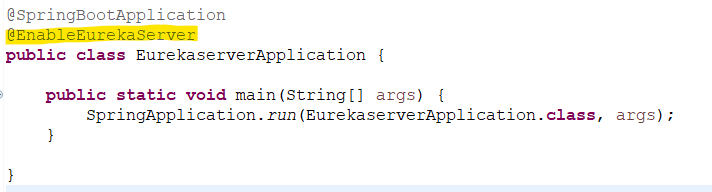 @SpringBootApplication
@EnableEurekaServer
public class EurekaserverApplication {
public static void main(String[] args) {
SpringApplication.run(EurekaserverApplication.class, args);
}
}